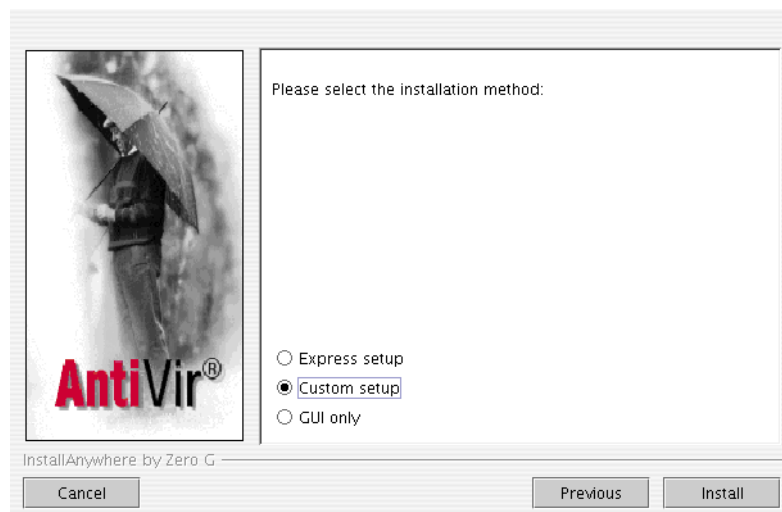 Please select the installation method:
Express setup
Custom setup
GUI only
AntiVir®
InstallAnywhere by Zero G
Cancel
Previous
Install